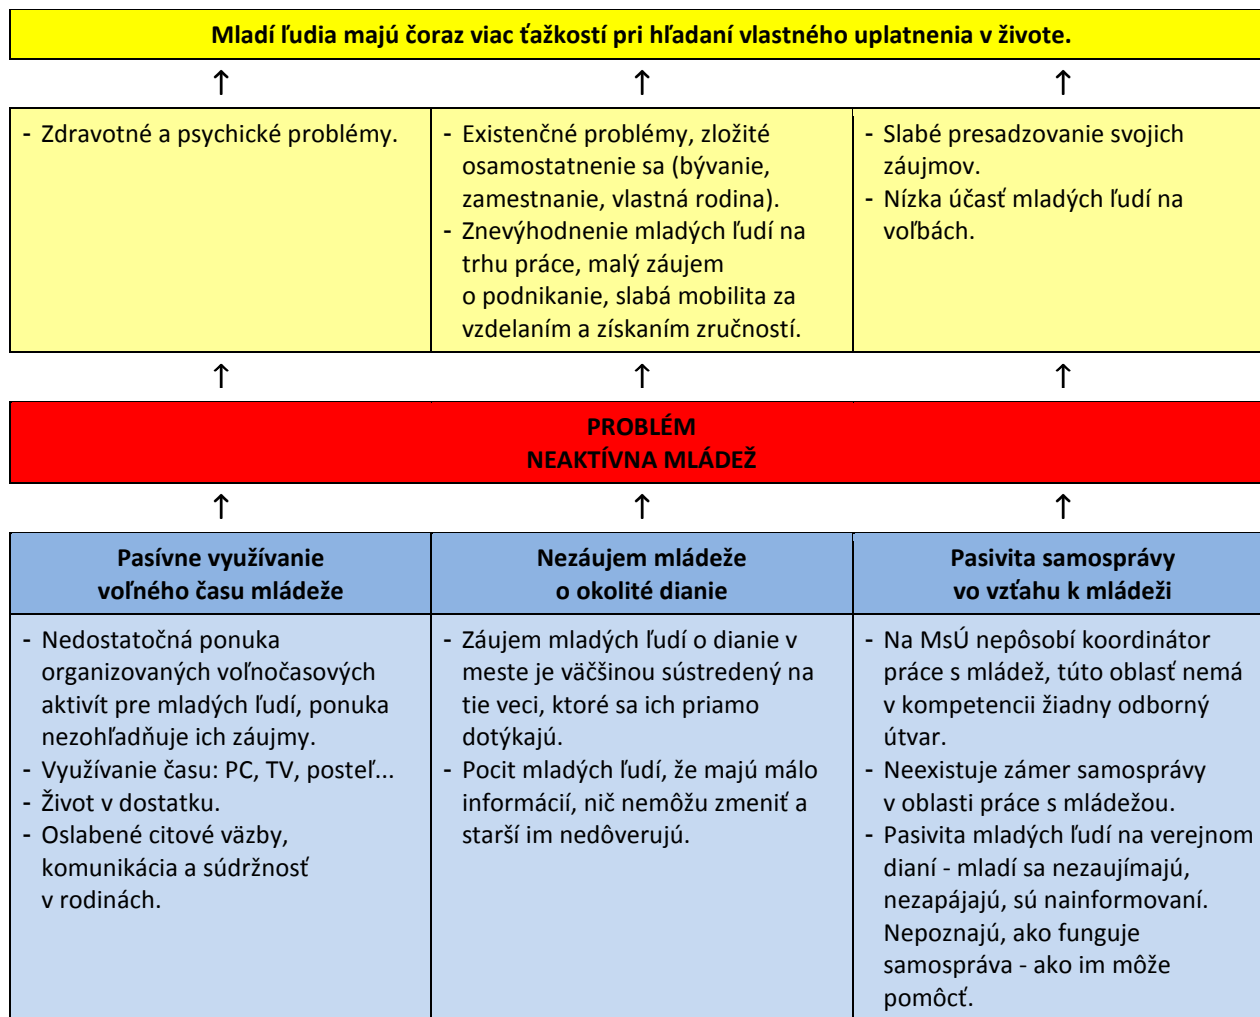 Mladí ľudia majú čoraz viac ťažkostí pri hľadaní vlastného uplatnenia v živote.
↑ ↑ ↑
- Zdravotné a psychické problémy.
- Existenčné problémy, zložité
osamostatnenie sa (bývanie,
zamestnanie, vlastná rodina).
- Znevýhodnenie mladých ľudí na
trhu práce, malý záujem
o podnikanie, slabá mobilita za
vzdelaním a získaním zručností.
- Slabé presadzovanie svojich
záujmov.
- Nízka účasť mladých ľudí na
voľbách.
↑ ↑ ↑
PROBLÉM
NEAKTÍVNA MLÁDEŽ
↑ ↑ ↑
Pasívne využívanie
voľného času mládeže
- Nedostatočná ponuka
organizovaných voľnočasových
aktivít pre mladých ľudí, ponuka
nezohľadňuje ich záujmy.
- Využívanie času: PC, TV, posteľ...
- Život v dostatku.
- Oslabené citové väzby,
komunikácia a súdržnosť
v rodinách.
Nezáujem mládeže
o okolité dianie
- Záujem mladých ľudí o dianie v
meste je väčšinou sústredený na
tie veci, ktoré sa ich priamo
dotýkajú.
- Pocit mladých ľudí, že majú málo
informácií, nič nemôžu zmeniť a
starší im nedôverujú.
Pasivita samosprávy
vo vzťahu k mládeži
- Na MsÚ nepôsobí koordinátor
práce s mládež, túto oblasť nemá
v kompetencii žiadny odborný
útvar.
- Neexistuje zámer samosprávy
v oblasti práce s mládežou.
- Pasivita mladých ľudí na verejnom
dianí - mladí sa nezaujímajú,
nezapájajú, sú nainformovaní.
Nepoznajú, ako funguje
samospráva - ako im môže
pomôcť.